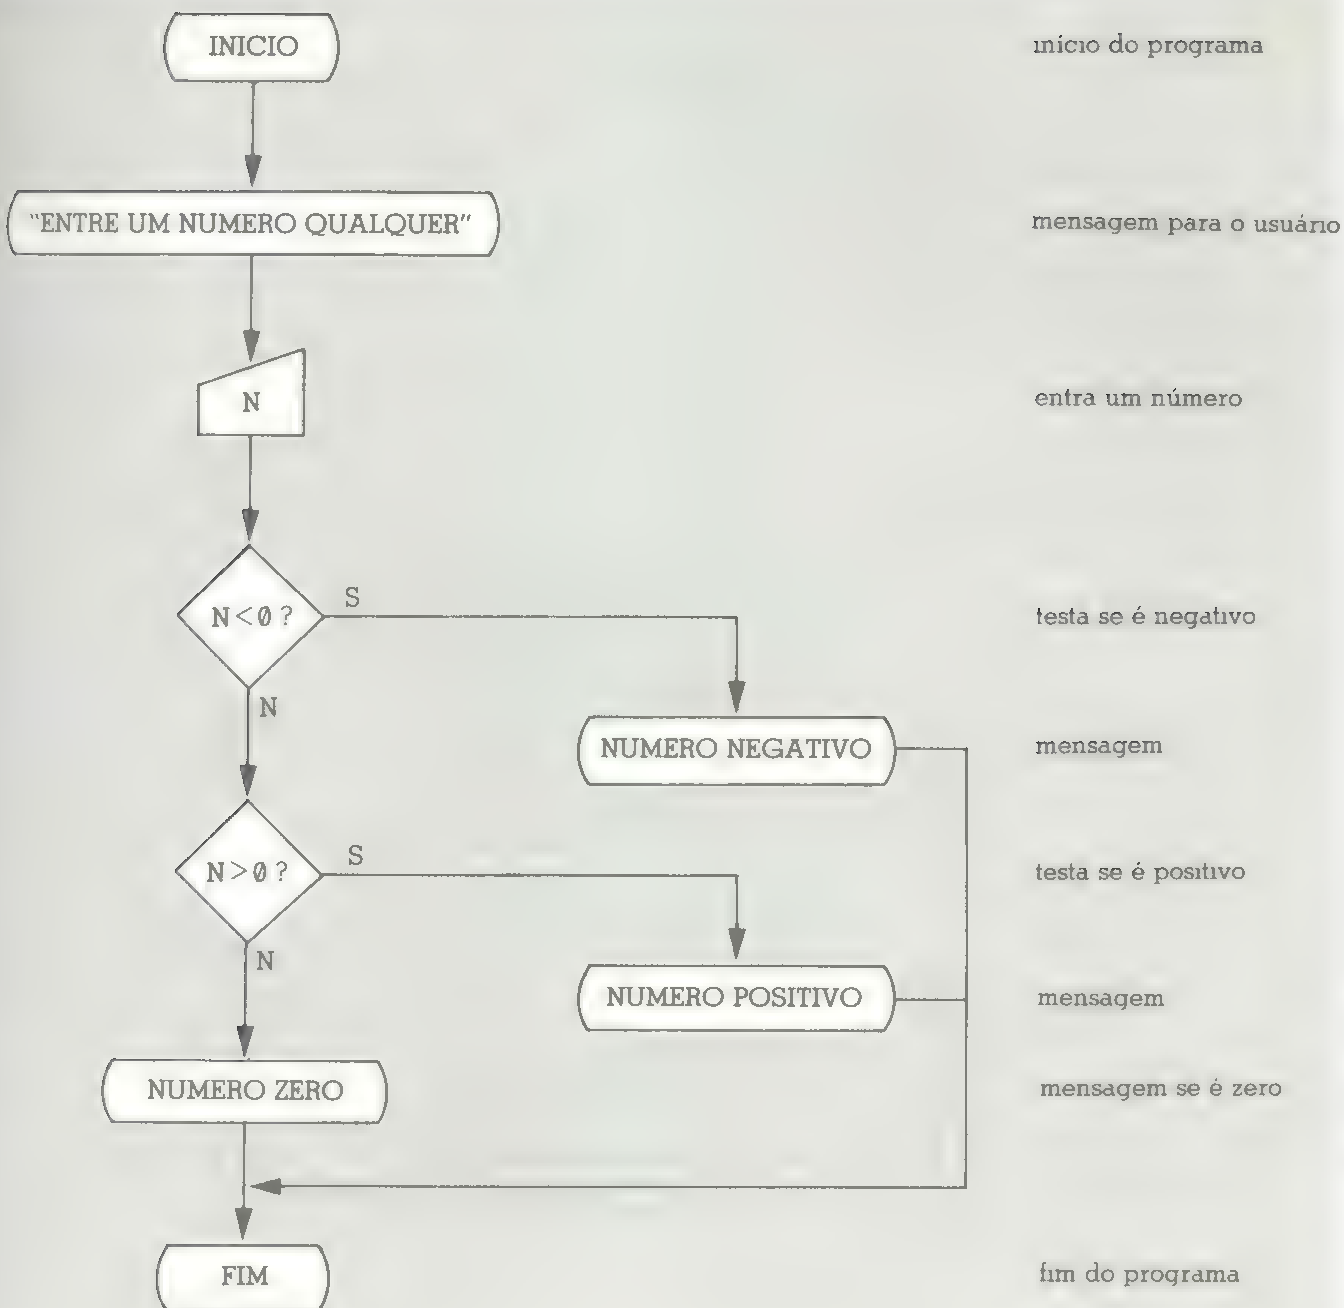 INICIO
início do programa
"ENTRE UM NUMERO QUALQUER"
mensagem para o usuário
N
entra um número
N<0?
S
testa se é negativo
N
NUMERO NEGATIVO
mensagem
N>0?
S
testa se é positivo
N
NUMERO POSITIVO
mensagem
NUMERO ZERO
mensagem se é zero
FIM
fim do programa